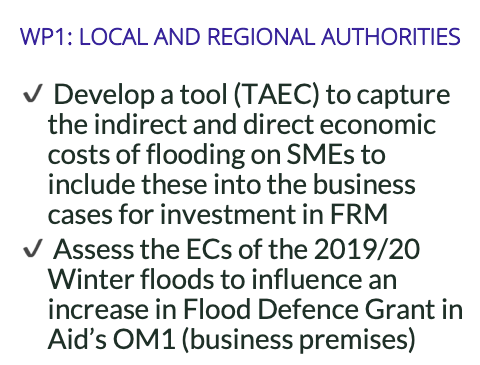 WP1: LOCAL AND REGIONAL AUTHORITIES
✓ Develop a tool (TAEC) to capture
the indirect and direct economic
costs of flooding on SMEs to
include these into the business
cases for investment in FRM
✓ Assess the ECs of the 2019/20
Winter floods to influence an
increase in Flood Defence Grant in
Aid’s OM1 (business premises)